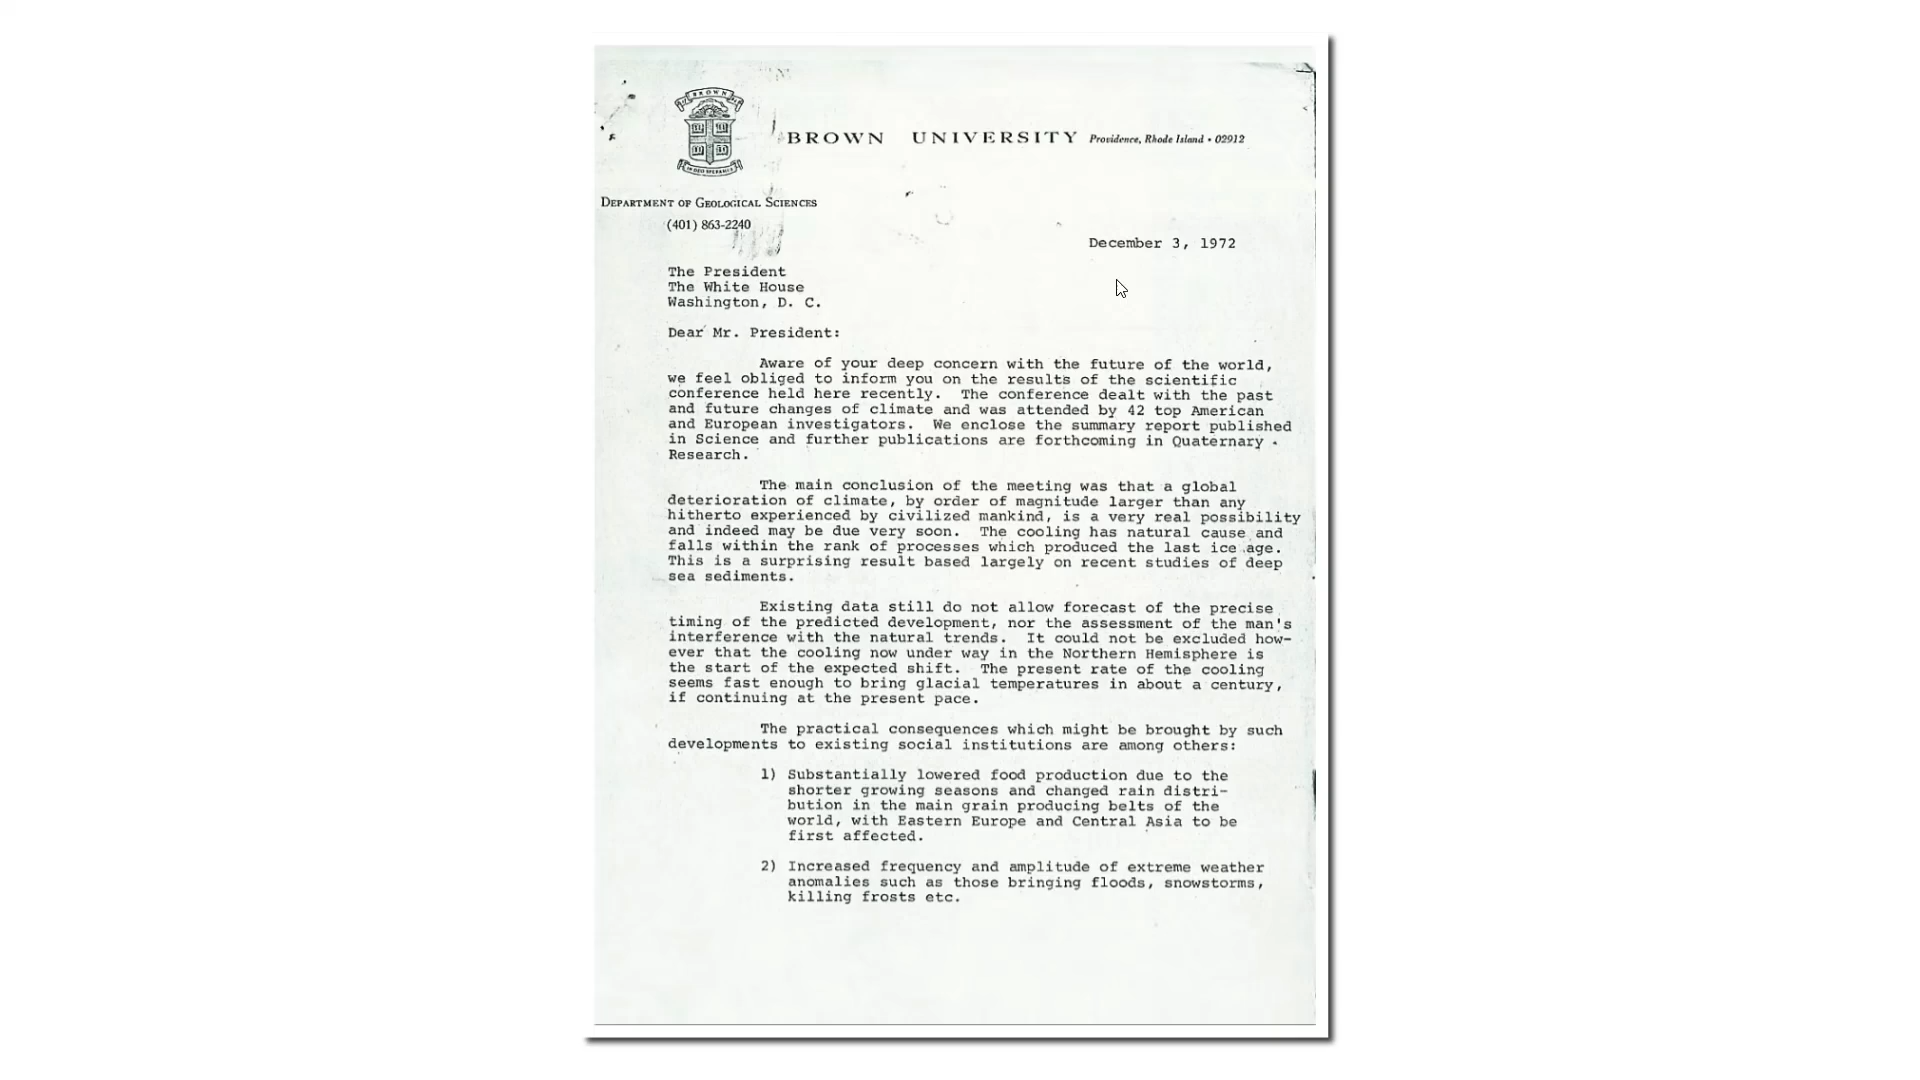 BROWN
IN DEO SPERAMUS
BROWN UNIVERSITY Providence, Rhode Island • 02912
DEPARTMENT OF GEOLOGICAL SCIENCES
(401) 863-2240
December 3, 1972
The President
The White House
Washington, D. C.
Dear Mr. President:
Aware of your deep concern with the future of the world,
we feel obliged to inform you on the results of the scientific
conference held here recently. The conference dealt with the past
and future changes of climate and was attended by 42 top American
and European investigators. We enclose the summary report published
in Science and further publications are forthcoming in Quaternary
Research.
The main conclusion of the meeting was that a global
deterioration of climate, by order of magnitude larger than any
hitherto experienced by civilized mankind, is a very real possibility
and indeed may be due very soon. The cooling has natural cause and
falls within the rank of processes which produced the last ice age.
This is a surprising result based largely on recent studies of deep
sea sediments.
Existing data still do not allow forecast of the precise
timing of the predicted development, nor the assessment of the man's
interference with the natural trends. It could not be excluded how-
ever that the cooling now under way in the Northern Hemisphere is
the start of the expected shift. The present rate of the cooling
seems fast enough to bring glacial temperatures in about a century,
if continuing at the present pace.
The practical consequences which might be brought by such
developments to existing social institutions are among others:
1) Substantially lowered food production due to the
shorter growing seasons and changed rain distri-
bution in the main grain producing belts of the
world, with Eastern Europe and Central Asia to be
first affected.
2) Increased frequency and amplitude of extreme weather
anomalies such as those bringing floods, snowstorms,
killing frosts etc.